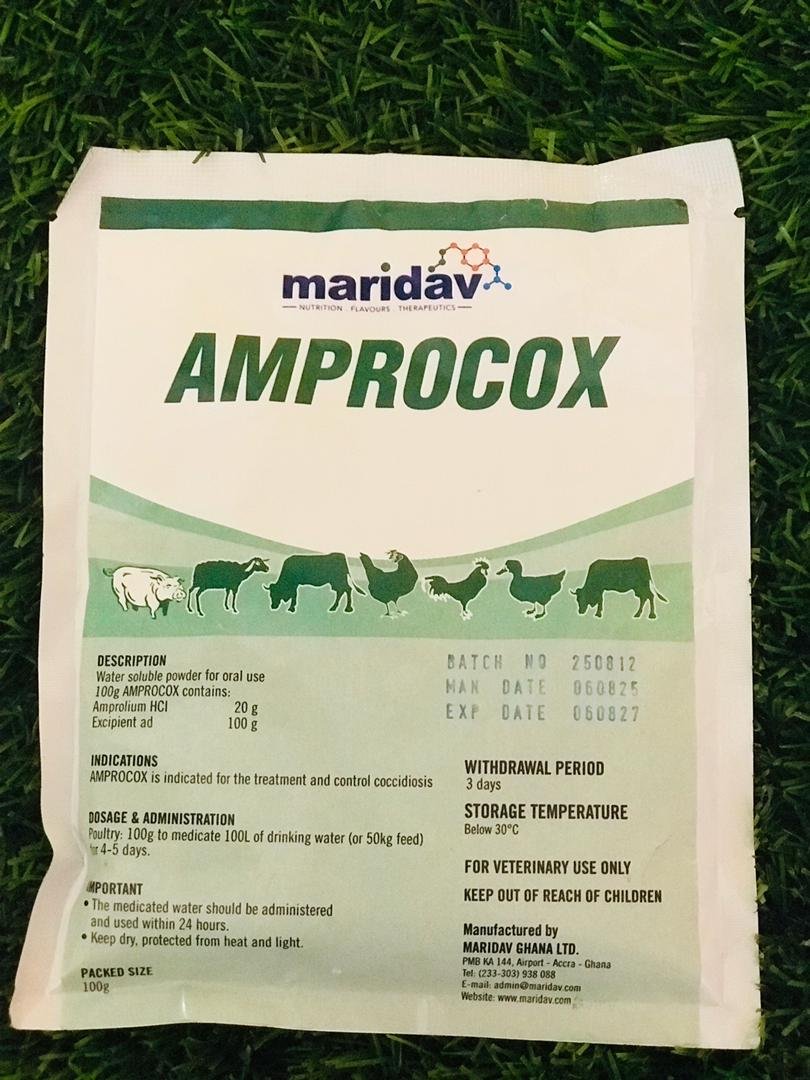 maridav
NUTRITION . FLAVOURS . THERAPEUTICS
AMPROCOX
DESCRIPTION
Water soluble powder for oral use
100g AMPROCOX contains:
Amprolium HCl 20 g
Excipient ad 100 g
BATCH NO 250812
MAN DATE 060825
EXP DATE 060827
INDICATIONS
AMPROCOX is indicated for the treatment and control coccidiosis
DOSAGE & ADMINISTRATION
Poultry: 100g to medicate 100L of drinking water (or 50kg feed)
4-5 days.
IMPORTANT
• The medicated water should be administered
and used within 24 hours.
• Keep dry, protected from heat and light.
PACKED SIZE
100g
WITHDRAWAL PERIOD
3 days
STORAGE TEMPERATURE
Below 30°C
FOR VETERINARY USE ONLY
KEEP OUT OF REACH OF CHILDREN
Manufactured by
MARIDAV GHANA LTD.
PMB KA 144, Airport - Accra - Ghana
Tel: (233-303) 938 088
E-mail: admin@maridav.com
Website: www.maridav.com